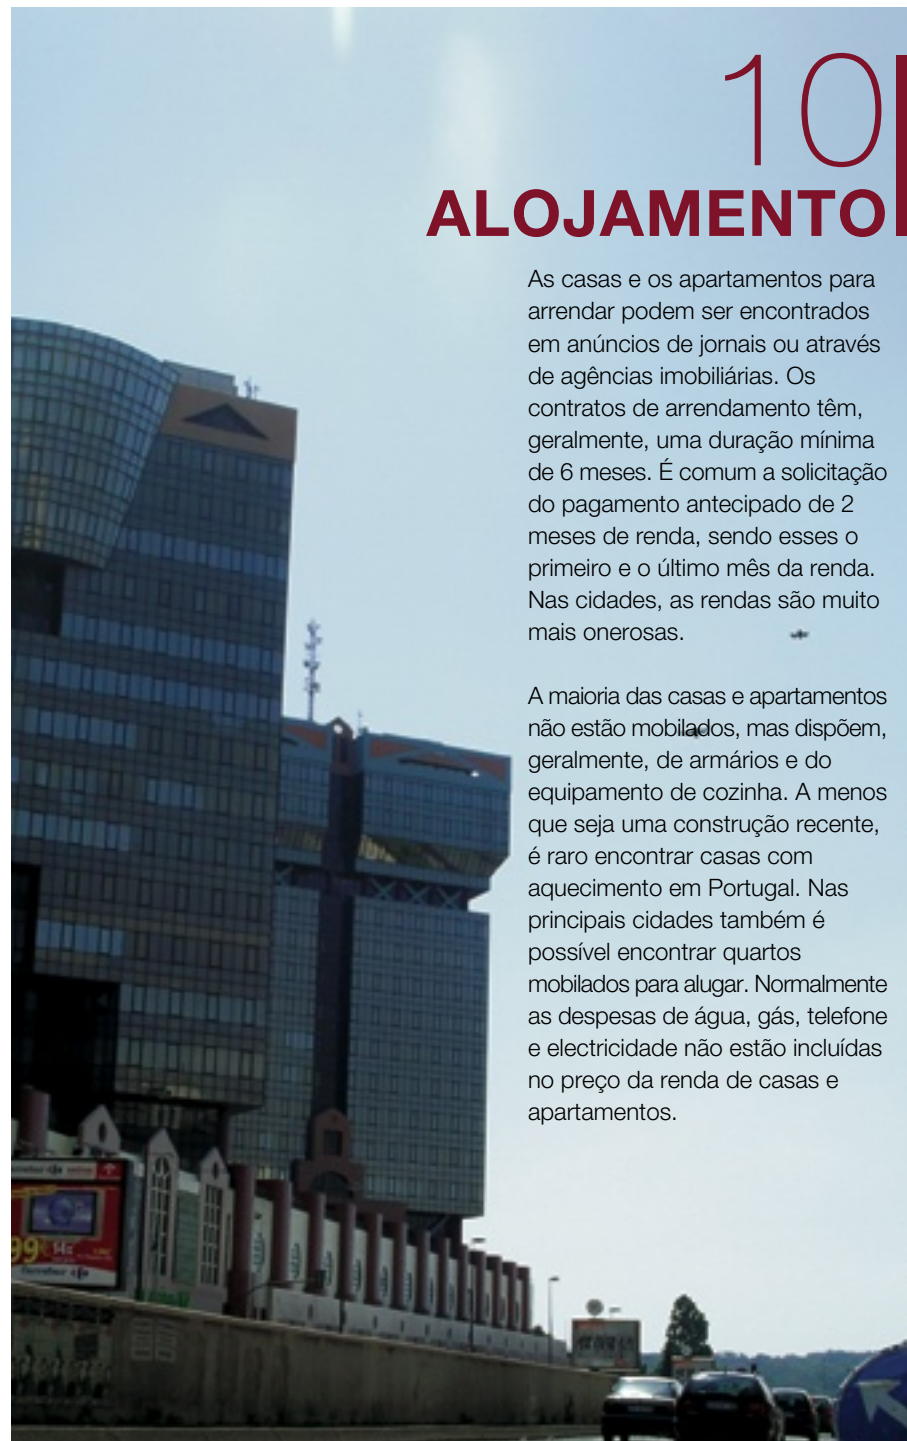 10
ALOJAMENTO
As casas e os apartamentos para
arrendar podem ser encontrados
em anúncios de jornais ou através
de agências imobiliárias. Os
contratos de arrendamento têm,
geralmente, uma duração mínima
de 6 meses. É comum a solicitação
do pagamento antecipado de 2
meses de renda, sendo esses o
primeiro e o último mês da renda.
Nas cidades, as rendas são muito
mais onerosas.
A maioria das casas e apartamentos
não estão mobilados, mas dispõem,
geralmente, de armários e do
equipamento de cozinha. A menos
que seja uma construção recente,
é raro encontrar casas com
aquecimento em Portugal. Nas
principais cidades também é
possível encontrar quartos
mobilados para alugar. Normalmente
as despesas de água, gás, telefone
e electricidade não estão incluídas
no preço da renda de casas e
apartamentos.